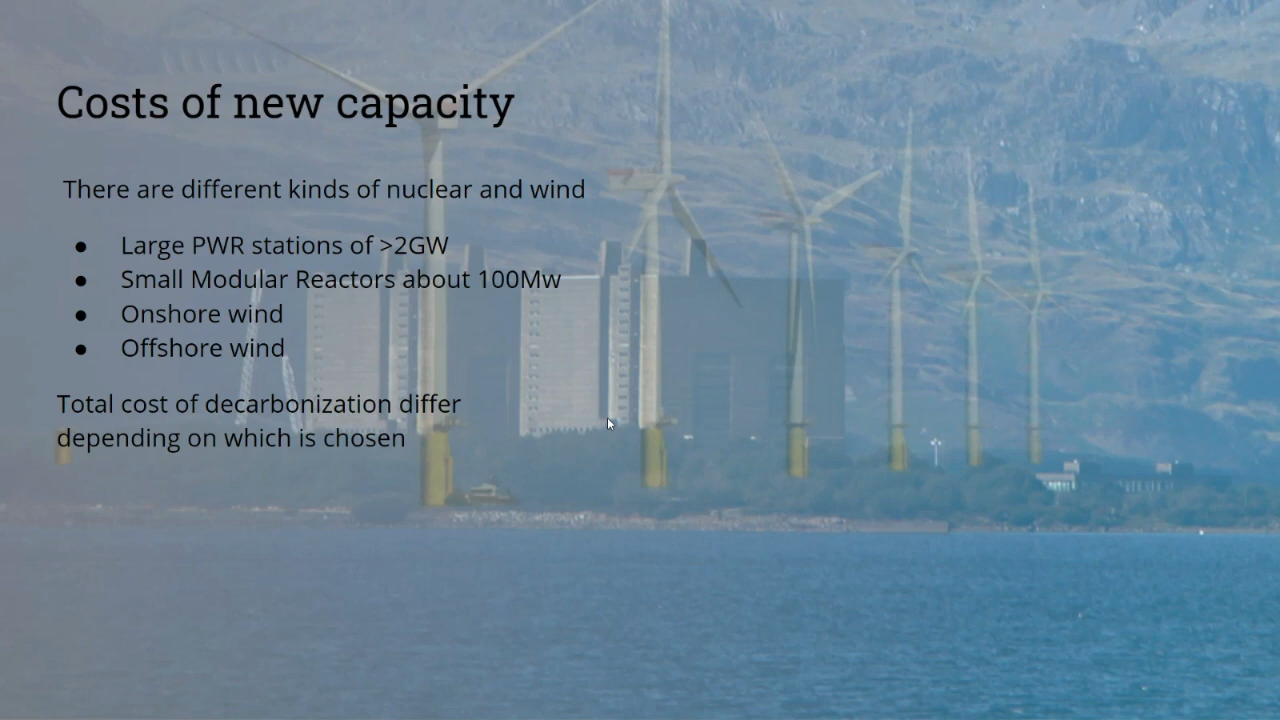 Costs of new capacity
There are different kinds of nuclear and wind
● Large PWR stations of >2GW
● Small Modular Reactors about 100Mw
● Onshore wind
● Offshore wind
Total cost of decarbonization differ
depending on which is chosen